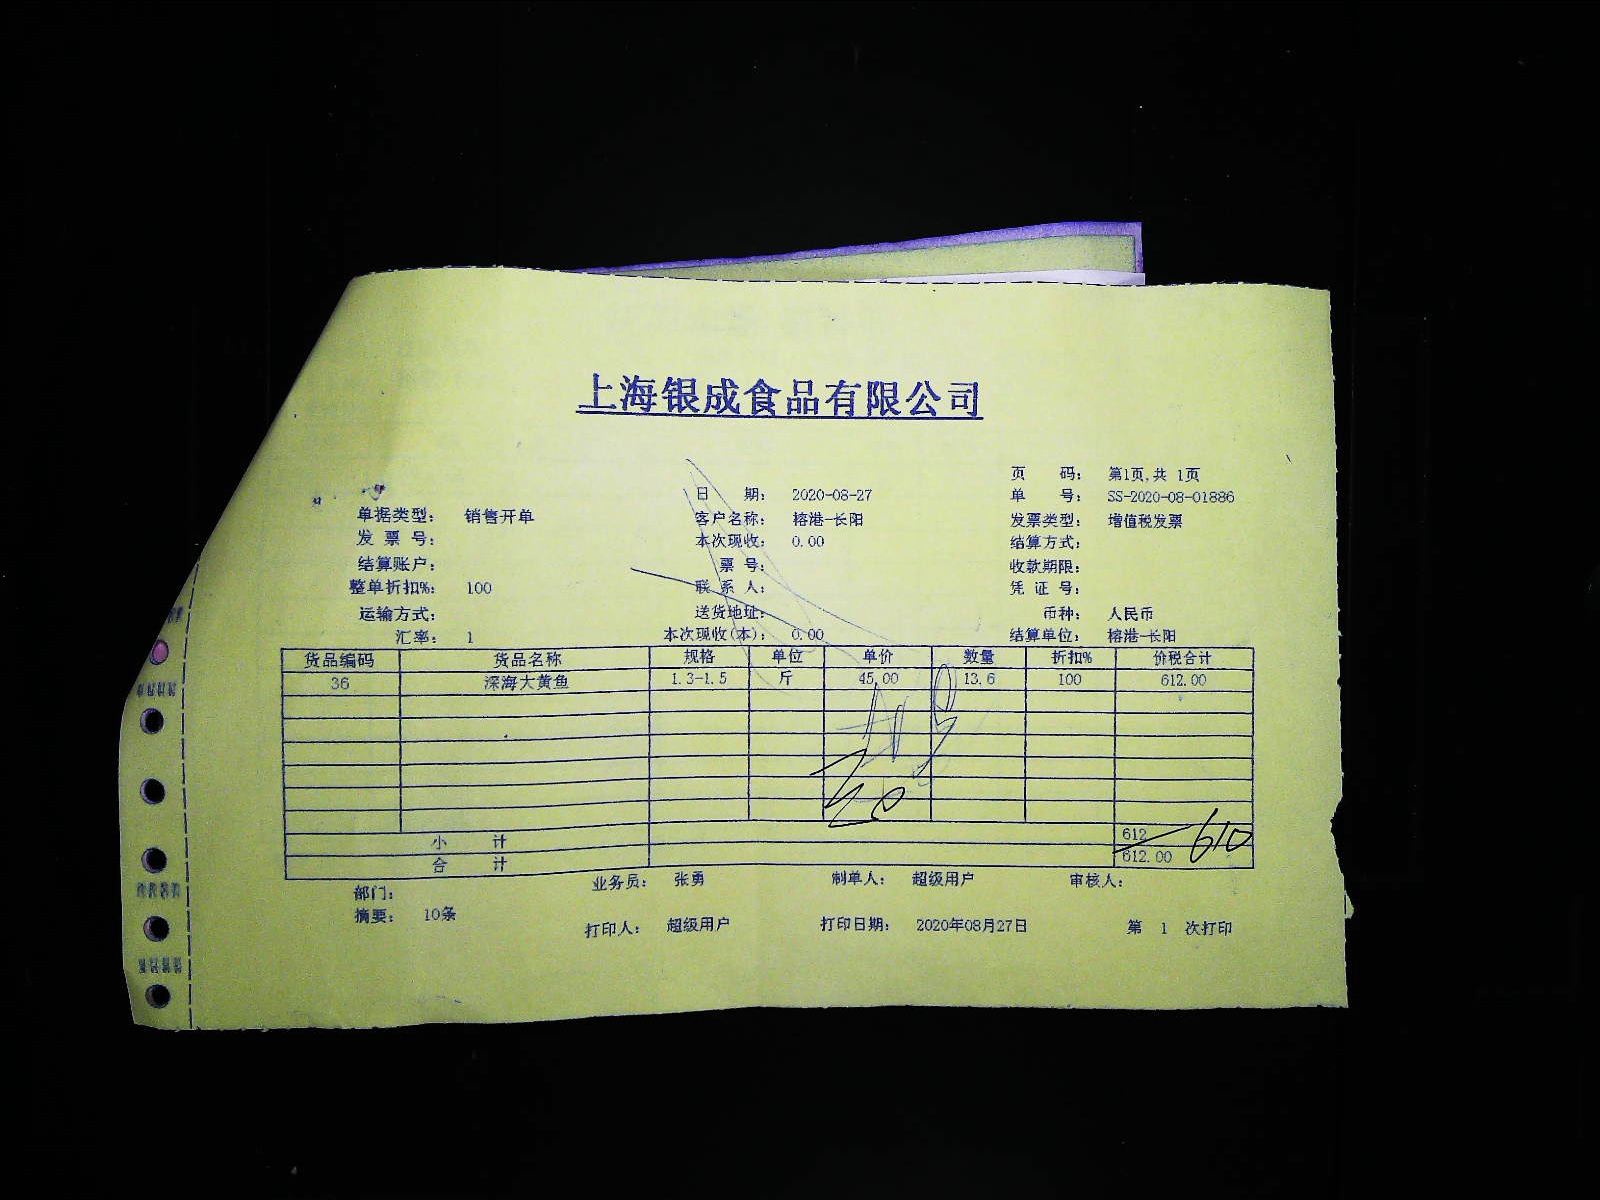 上海银成食品有限公司
页 码： 第1页,共 1页
日 期： 2020-08-27 单 号： SS-2020-08-01886
单据类型： 销售开单 客户名称： 榕港-长阳 发票类型： 增值税发票
发 票 号： 本次现收： 0.00 结算方式：
结算账户： 票 号： 收款期限：
整单折扣%： 100 联 系 人： 凭 证 号：
运输方式： 送货地址： 币种： 人民币
汇率： 1 本次现收(本)： 0.00 结算单位： 榕港-长阳
货品编码 货品名称 规格 单位 单价 数量 折扣% 价税合计
36 深海大黄鱼 1.3-1.5 斤 45.00 13.6 100 612.00
小 计 612 610
合 计 612.00
部门： 业务员： 张勇 制单人： 超级用户 审核人：
摘要： 10条
打印人： 超级用户 打印日期： 2020年08月27日 第 1 次打印